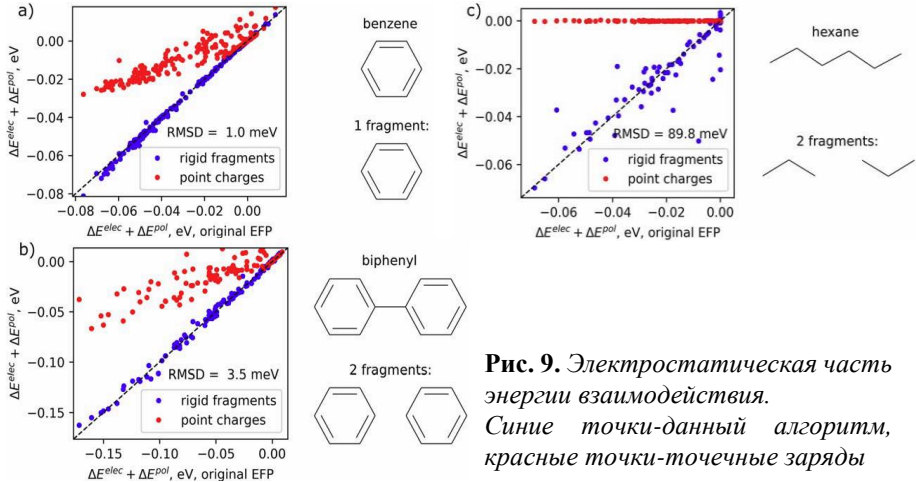 a)
0.00
−0.02
−0.04
−0.06
−0.08
ΔE^elec + ΔE^pol, eV
RMSD = 1.0 meV
rigid fragments
point charges
−0.08 −0.06 −0.04 −0.02 0.00
ΔE^elec + ΔE^pol, eV, original EFP
benzene
1 fragment:
c)
0.00
−0.02
−0.04
−0.06
ΔE^elec + ΔE^pol, eV
RMSD = 89.8 meV
rigid fragments
point charges
−0.06 −0.04 −0.02 0.00
ΔE^elec + ΔE^pol, eV, original EFP
hexane
2 fragments:
b)
0.00
−0.05
−0.10
−0.15
ΔE^elec + ΔE^pol, eV
RMSD = 3.5 meV
rigid fragments
point charges
−0.15 −0.10 −0.05 0.00
ΔE^elec + ΔE^pol, eV, original EFP
biphenyl
2 fragments:
Рис. 9. Электростатическая часть
энергии взаимодействия.
Синие точки-данный алгоритм,
красные точки-точечные заряды